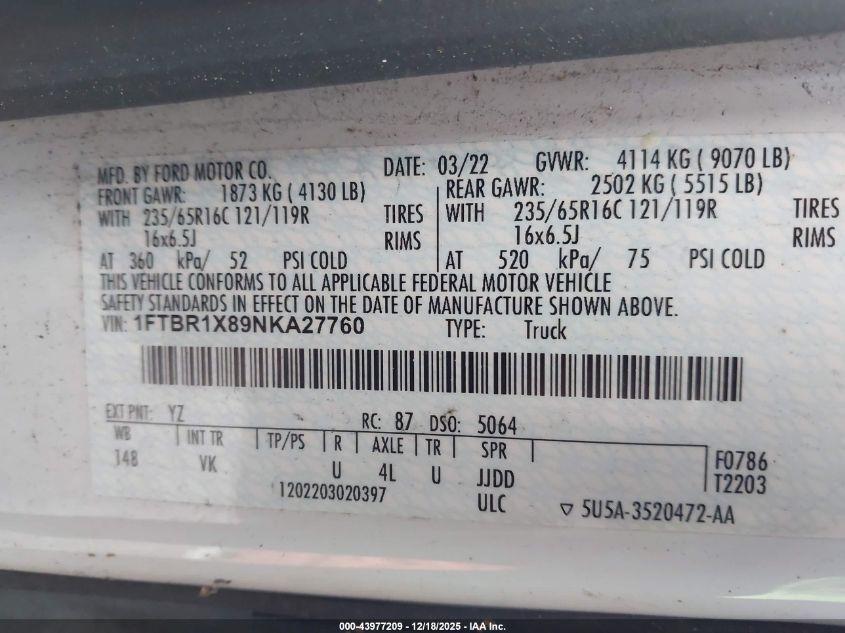 MFD. BY FORD MOTOR CO. DATE: 03/22 GVWR: 4114 KG ( 9070 LB)
FRONT GAWR: 1873 KG ( 4130 LB) REAR GAWR: 2502 KG ( 5515 LB)
WITH 235/65R16C 121/119R TIRES WITH 235/65R16C 121/119R TIRES
16x6.5J RIMS 16x6.5J RIMS
AT 360 kPa/ 52 PSI COLD AT 520 kPa/ 75 PSI COLD
THIS VEHICLE CONFORMS TO ALL APPLICABLE FEDERAL MOTOR VEHICLE
SAFETY STANDARDS IN EFFECT ON THE DATE OF MANUFACTURE SHOWN ABOVE.
VIN: 1FTBR1X89NKA27760 TYPE: Truck
EXT PNT: YZ RC: 87 DSO: 5064
WB INT TR TP/PS R AXLE TR SPR F0786
148 VK U 4L U JJDD T2203
1202203020397 ULC ▽ 5U5A-3520472-AA
000-43977209 - 12/18/2025 - IAA Inc.